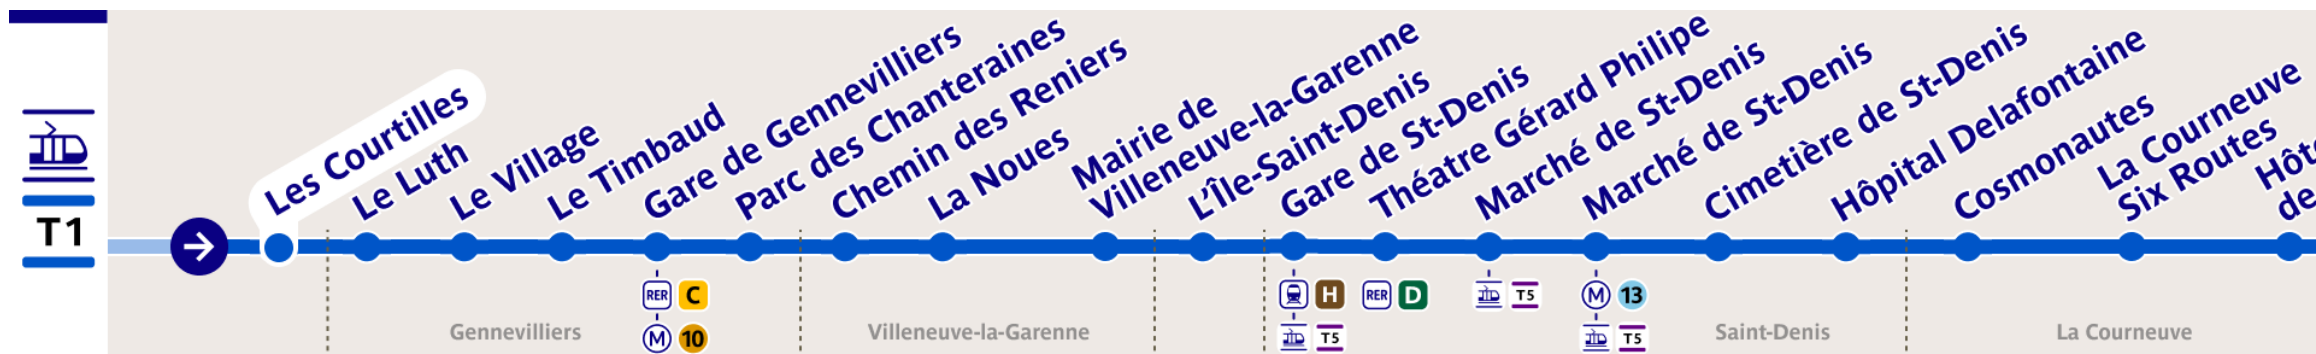 T1
Les Courtilles
Le Luth
Le Village
Le Timbaud
Gare de Gennevilliers
Parc des Chanteraines
Chemin des Reniers
La Noues
Mairie de
Villeneuve-la-Garenne
L'Île-Saint-Denis
Gare de St-Denis
Théatre Gérard Philipe
Marché de St-Denis
Marché de St-Denis
Cimetière de St-Denis
Hôpital Delafontaine
Cosmonautes
La Courneuve
Six Routes
Hôte
de
RER C
M 10
H RER D
T5
T5
M 13
T5
Gennevilliers
Villeneuve-la-Garenne
Saint-Denis
La Courneuve